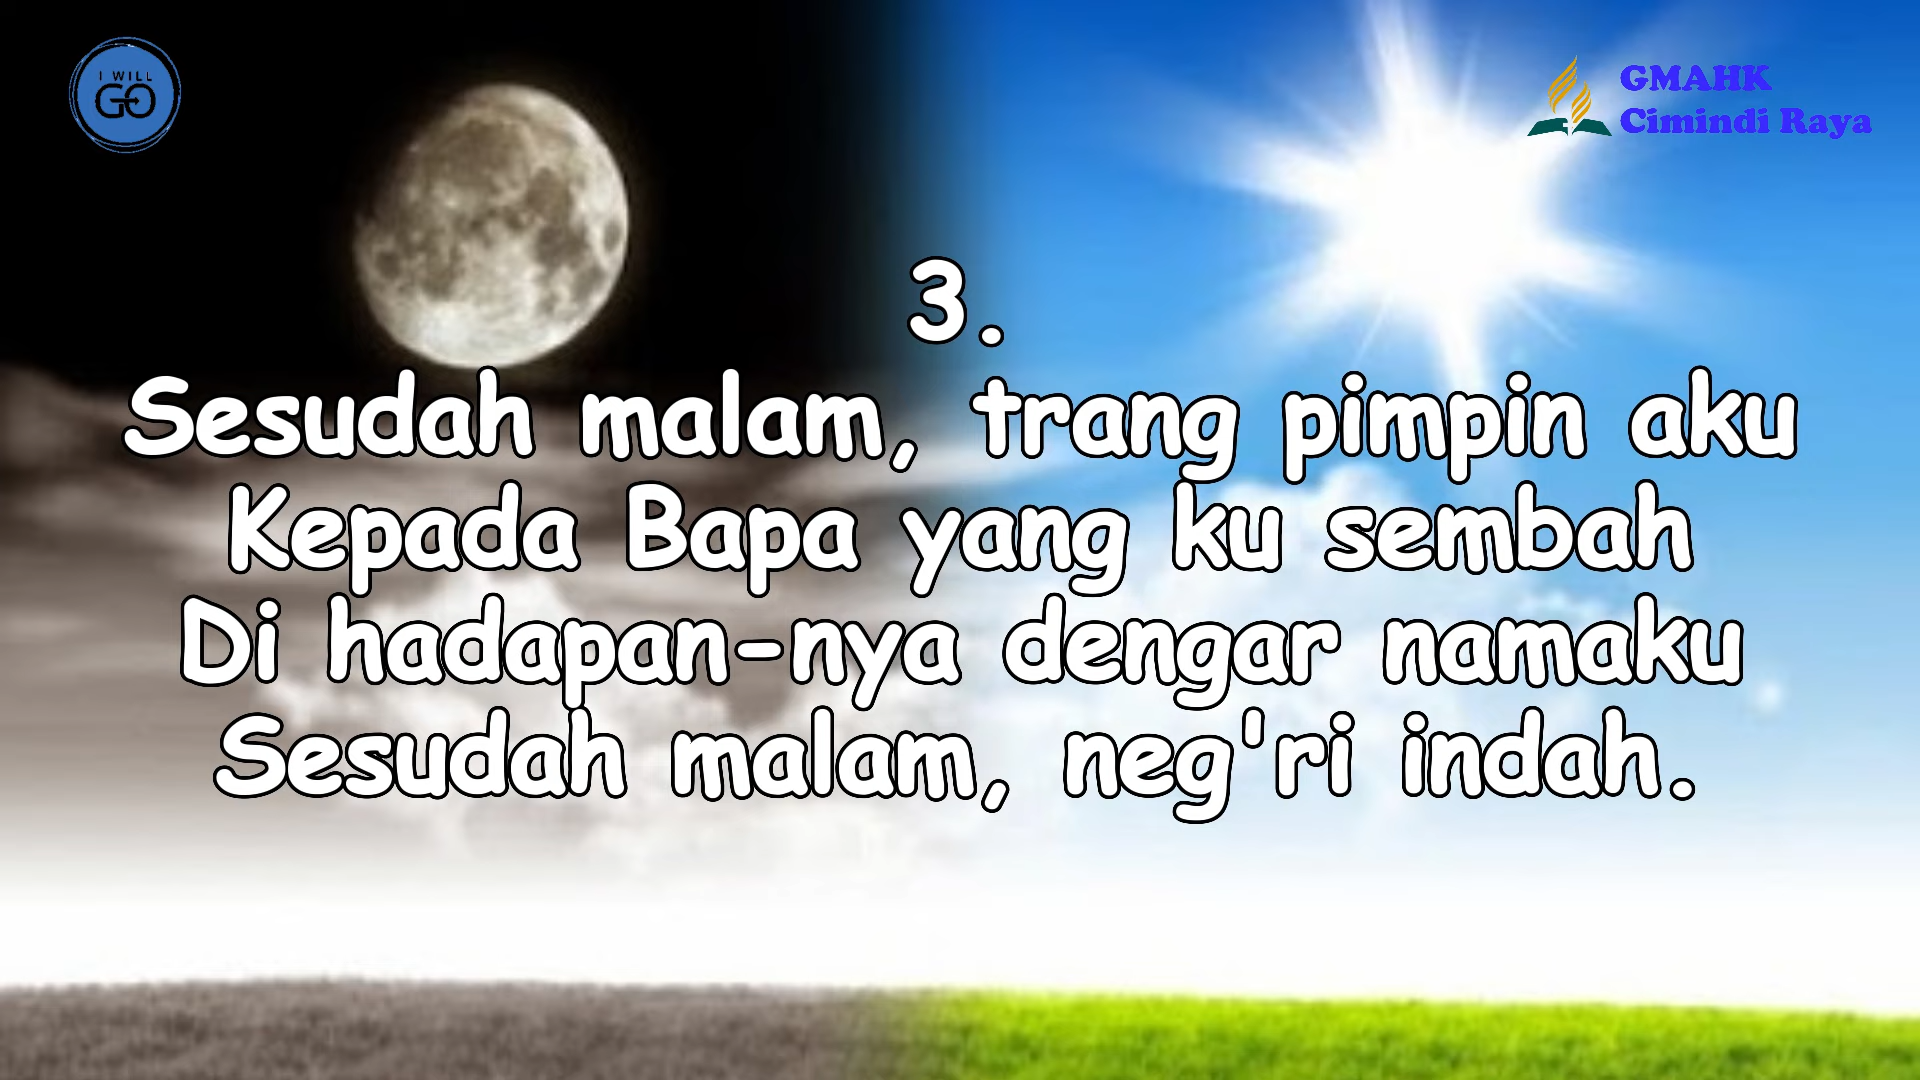 I WILL
GO
GMAHK
Cimindi Raya
3.
Sesudah malam, trang pimpin aku
Kepada Bapa yang ku sembah
Di hadapan-nya dengar namaku
Sesudah malam, neg'ri indah.